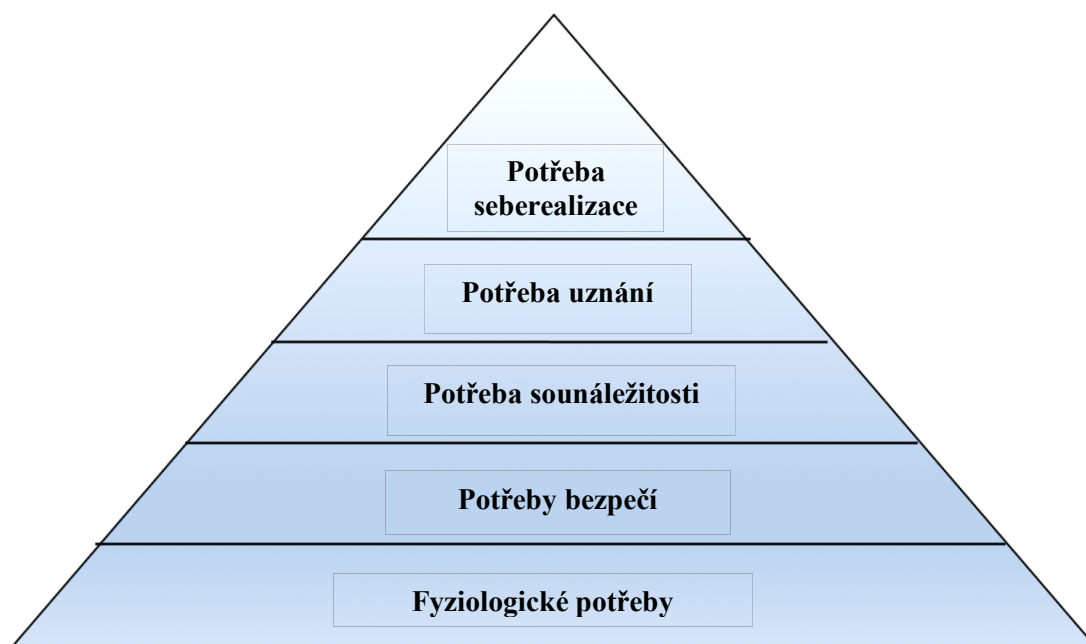 Potřeba
seberealizace
Potřeba uznání
Potřeba sounáležitosti
Potřeby bezpečí
Fyziologické potřeby